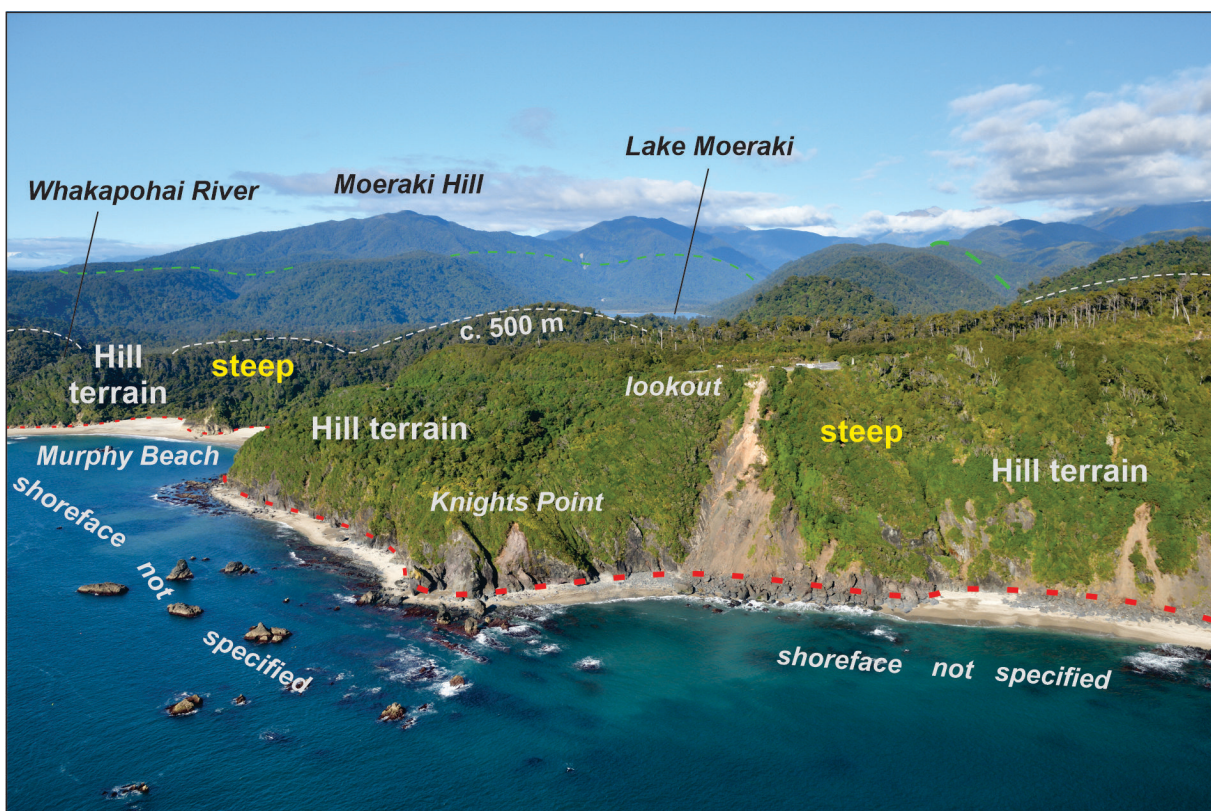 Lake Moeraki
Whakapohai River
Moeraki Hill
c. 500 m
Hill
terrain
steep
lookout
Hill terrain
steep
Murphy Beach
Hill terrain
Knights Point
shoreface not specified
shoreface not specified